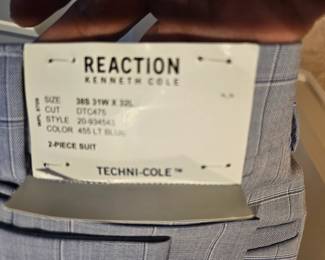 REACTION
KENNETH COLE
SIZE 38S 31W X 32L
CUT DTC475
STYLE 20-934543
COLOR 455 LT BLUE
2-PIECE SUIT
TECHNI-COLE™